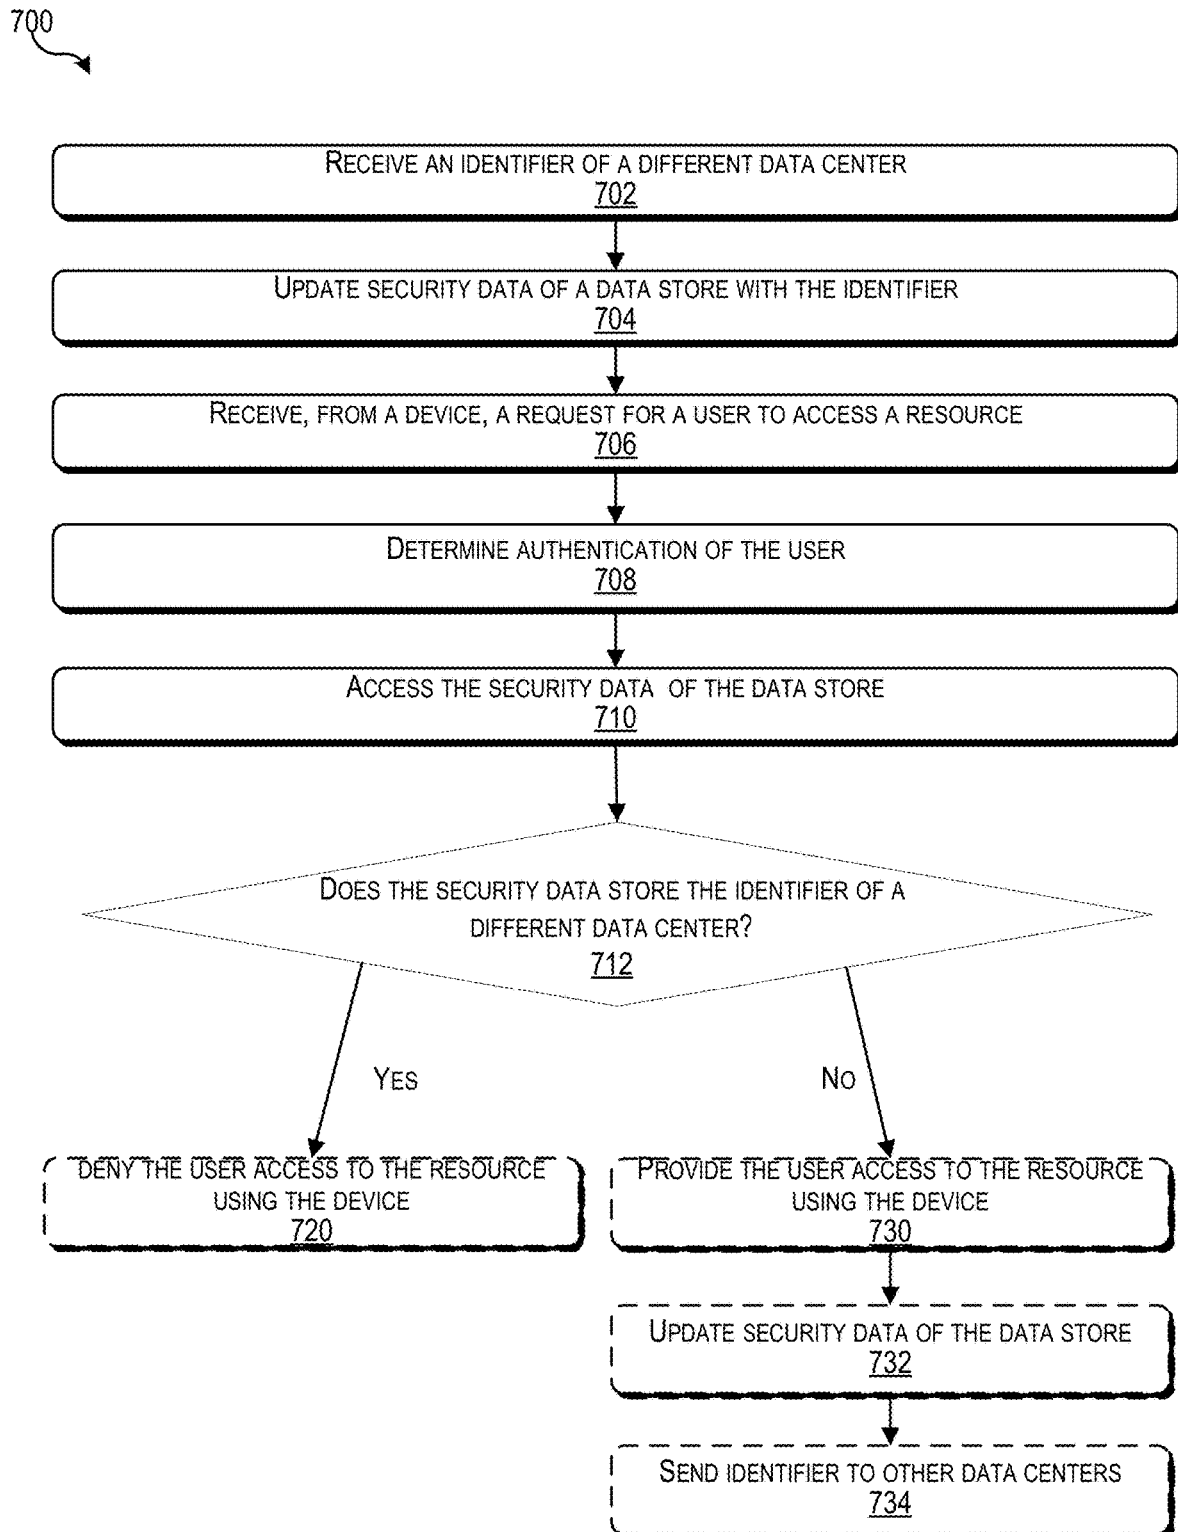 700
RECEIVE AN IDENTIFIER OF A DIFFERENT DATA CENTER
702
UPDATE SECURITY DATA OF A DATA STORE WITH THE IDENTIFIER
704
RECEIVE, FROM A DEVICE, A REQUEST FOR A USER TO ACCESS A RESOURCE
706
DETERMINE AUTHENTICATION OF THE USER
708
ACCESS THE SECURITY DATA OF THE DATA STORE
710
DOES THE SECURITY DATA STORE THE IDENTIFIER OF A
DIFFERENT DATA CENTER?
712
YES
NO
DENY THE USER ACCESS TO THE RESOURCE
USING THE DEVICE
720
PROVIDE THE USER ACCESS TO THE RESOURCE
USING THE DEVICE
730
UPDATE SECURITY DATA OF THE DATA STORE
732
SEND IDENTIFIER TO OTHER DATA CENTERS
734